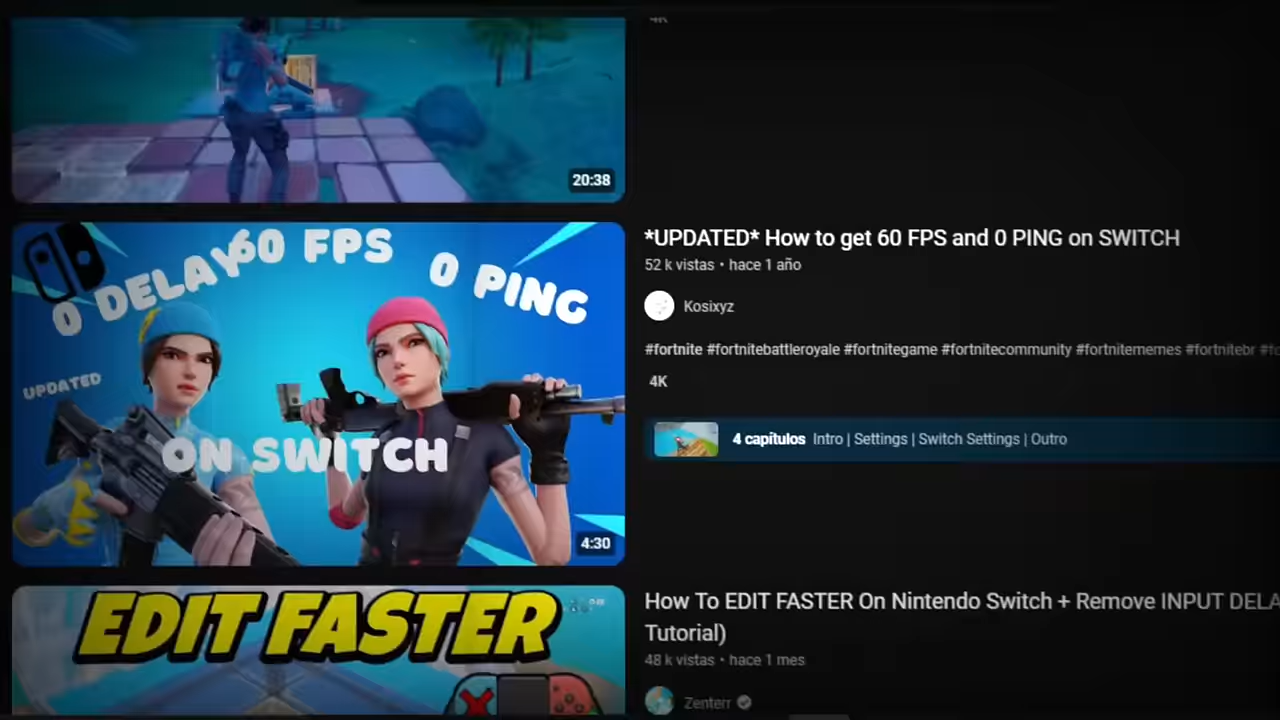 4K
20:38
0 DELAY
60 FPS
0 PING
UPDATED
ON SWITCH
4:30
*UPDATED* How to get 60 FPS and 0 PING on SWITCH
52 k vistas • hace 1 año
Kosixyz
#fortnite #fortnitebattleroyale #fortnitegame #fortnitecommunity #fortnitememes #fortnitebr
4K
4 capítulos Intro | Settings | Switch Settings | Outro
EDIT FASTER
How To EDIT FASTER On Nintendo Switch + Remove INPUT
Tutorial)
48 k vistas • hace 1 mes
Zenterr